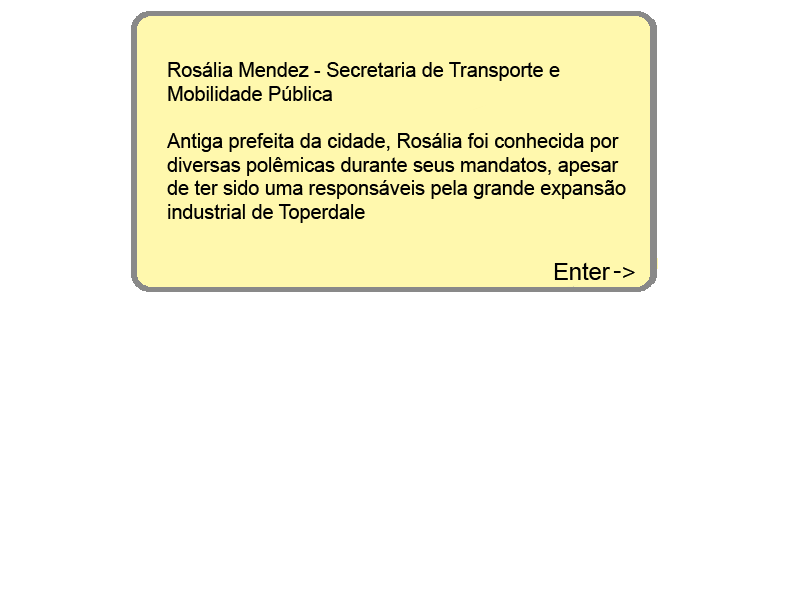 Rosália Mendez - Secretaria de Transporte e
Mobilidade Pública
Antiga prefeita da cidade, Rosália foi conhecida por
diversas polêmicas durante seus mandatos, apesar
de ter sido uma responsáveis pela grande expansão
industrial de Toperdale
Enter->